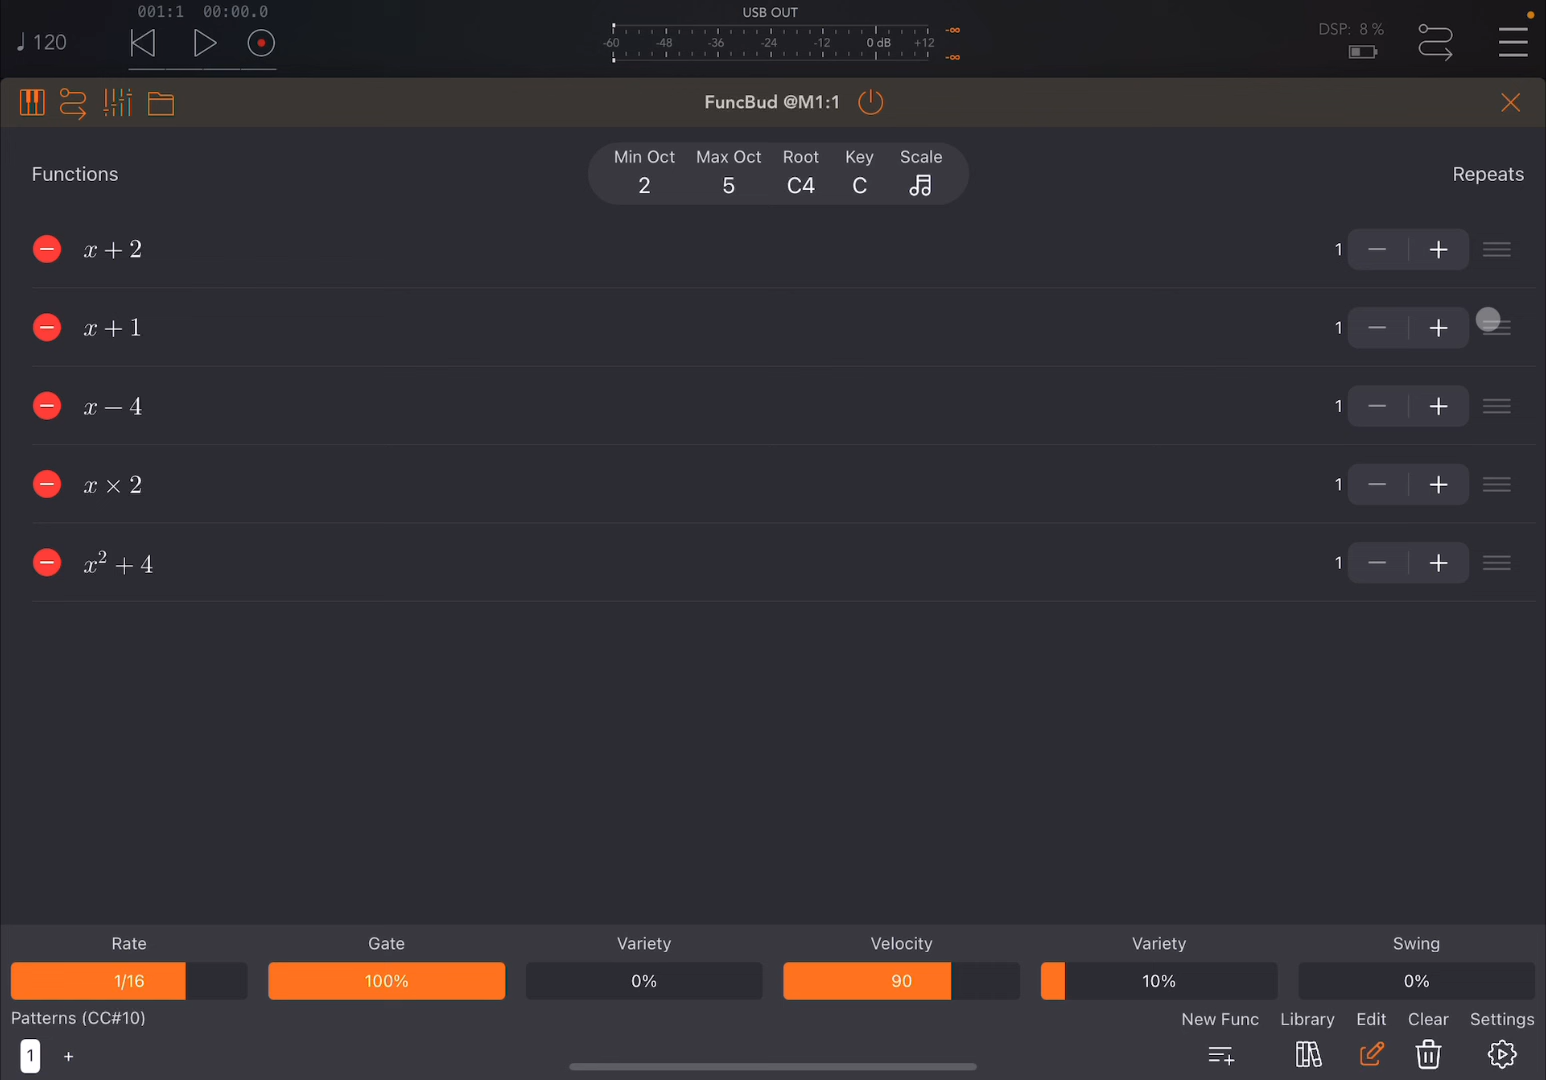 001:1 00:00.0
♩120
USB OUT
-60 -48 -36 -24 -12 0 dB +12
-∞
-∞
DSP: 8 %
FuncBud @M1:1
Functions
Min Oct Max Oct Root Key Scale
2 5 C4 C
Repeats
x + 2 1 − +
x + 1 1 − +
x − 4 1 − +
x × 2 1 − +
x² + 4 1 − +
Rate Gate Variety Velocity Variety Swing
1/16 100% 0% 90 10% 0%
Patterns (CC#10)
New Func Library Edit Clear Settings
1 +